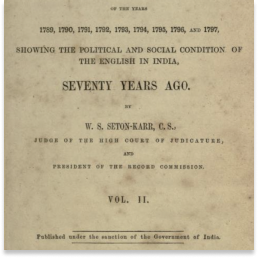 OF THE YEARS
1789, 1790, 1791, 1792, 1793, 1794, 1795, 1796, AND 1797,
SHOWING THE POLITICAL AND SOCIAL CONDITION OF
THE ENGLISH IN INDIA,
SEVENTY YEARS AGO.
BY
W. S. SETON-KARR, C. S.,
JUDGE OF THE HIGH COURT OF JUDICATURE,
AND
PRESIDENT OF THE RECORD COMMISSION.
VOL. II.
Published under the sanction of the Government of India.